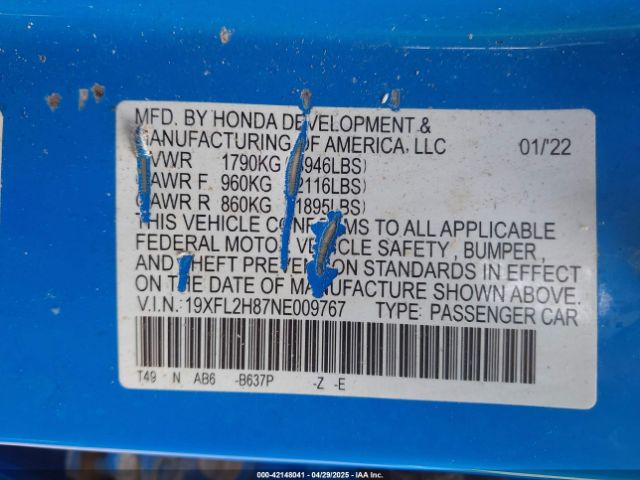 MFD. BY HONDA DEVELOPMENT &
MANUFACTURING OF AMERICA, LLC 01/'22
GVWR 1790KG (3946LBS)
GAWR F 960KG (2116LBS)
GAWR R 860KG (1895LBS)
THIS VEHICLE CONFORMS TO ALL APPLICABLE
FEDERAL MOTOR VEHICLE SAFETY, BUMPER,
AND THEFT PREVENTION STANDARDS IN EFFECT
ON THE DATE OF MANUFACTURE SHOWN ABOVE.
V.I.N.: 19XFL2H87NE009767 TYPE: PASSENGER CAR
T49 N AB6 -B637P -Z -E
000-42148041 - 04/29/2025 - IAA Inc.